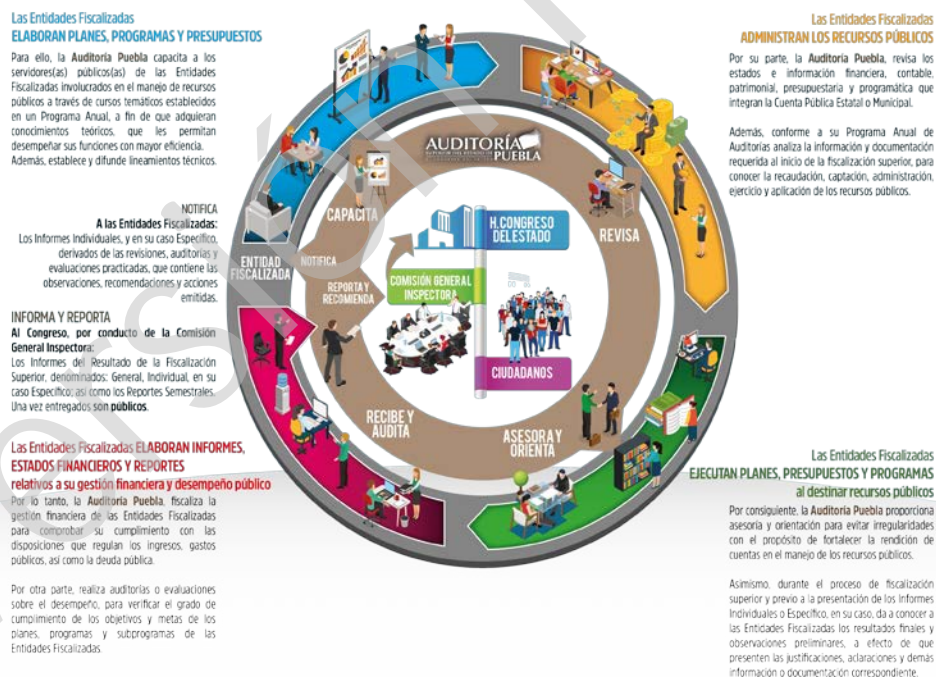 Las Entidades Fiscalizadas
ELABORAN PLANES, PROGRAMAS Y PRESUPUESTOS
Para ello, la Auditoría Puebla capacita a los
servidores(as) públicos(as) de las Entidades
Fiscalizadas involucrados en el manejo de recursos
públicos a través de cursos temáticos establecidos
en un Programa Anual, a fin de que adquieran
conocimientos teóricos, que les permitan
desempeñar sus funciones con mayor eficiencia.
Además, establece y difunde lineamientos técnicos.
NOTIFICA
A las Entidades Fiscalizadas:
Los Informes Individuales, y en su caso Específico,
derivados de las revisiones, auditorías y
evaluaciones practicadas, que contiene las
observaciones, recomendaciones y acciones
emitidas.
INFORMA Y REPORTA
Al Congreso, por conducto de la Comisión
General Inspectora:
Los Informes del Resultado de la Fiscalización
Superior, denominados: General, Individual, en su
caso Específico; así como los Reportes Semestrales.
Una vez entregados son públicos.
Las Entidades Fiscalizadas ELABORAN INFORMES,
ESTADOS FINANCIEROS Y REPORTES
relativos a su gestión financiera y desempeño público
Por lo tanto, la Auditoría Puebla, fiscaliza la
gestión financiera de las Entidades Fiscalizadas
para comprobar su cumplimiento con las
disposiciones que regulan los ingresos, gastos
públicos, así como la deuda pública.
Por otra parte, realiza auditorías o evaluaciones
sobre el desempeño, para verificar el grado de
cumplimiento de los objetivos y metas de los
planes, programas y subprogramas de las
Entidades Fiscalizadas.
AUDITORÍA
PUEBLA
CAPACITA
REVISA
H. CONGRESO
DEL ESTADO
ENTIDAD
FISCALIZADA
NOTIFICA
REPORTA Y
RECOMIENDA
COMISIÓN GENERAL
INSPECTORA
CIUDADANOS
RECIBE Y
AUDITA
ASESORA Y
ORIENTA
Las Entidades Fiscalizadas
ADMINISTRAN LOS RECURSOS PÚBLICOS
Por su parte, la Auditoría Puebla, revisa los
estados e información financiera, contable,
patrimonial, presupuestaria y programática que
integran la Cuenta Pública Estatal o Municipal.
Además, conforme a su Programa Anual de
Auditorías analiza la información y documentación
requerida al inicio de la fiscalización superior, para
conocer la recaudación, captación, administración,
ejercicio y aplicación de los recursos públicos.
Las Entidades Fiscalizadas
EJECUTAN PLANES, PRESUPUESTOS Y PROGRAMAS
al destinar recursos públicos
Por consiguiente, la Auditoría Puebla proporciona
asesoría y orientación para evitar irregularidades
con el propósito de fortalecer la rendición de
cuentas en el manejo de los recursos públicos.
Asimismo, durante el proceso de fiscalización
superior y previo a la presentación de los Informes
Individuales o Específico, en su caso, da a conocer a
las Entidades Fiscalizadas los resultados finales y
observaciones preliminares, a efecto de que
presenten las justificaciones, aclaraciones y demás
información o documentación correspondiente.